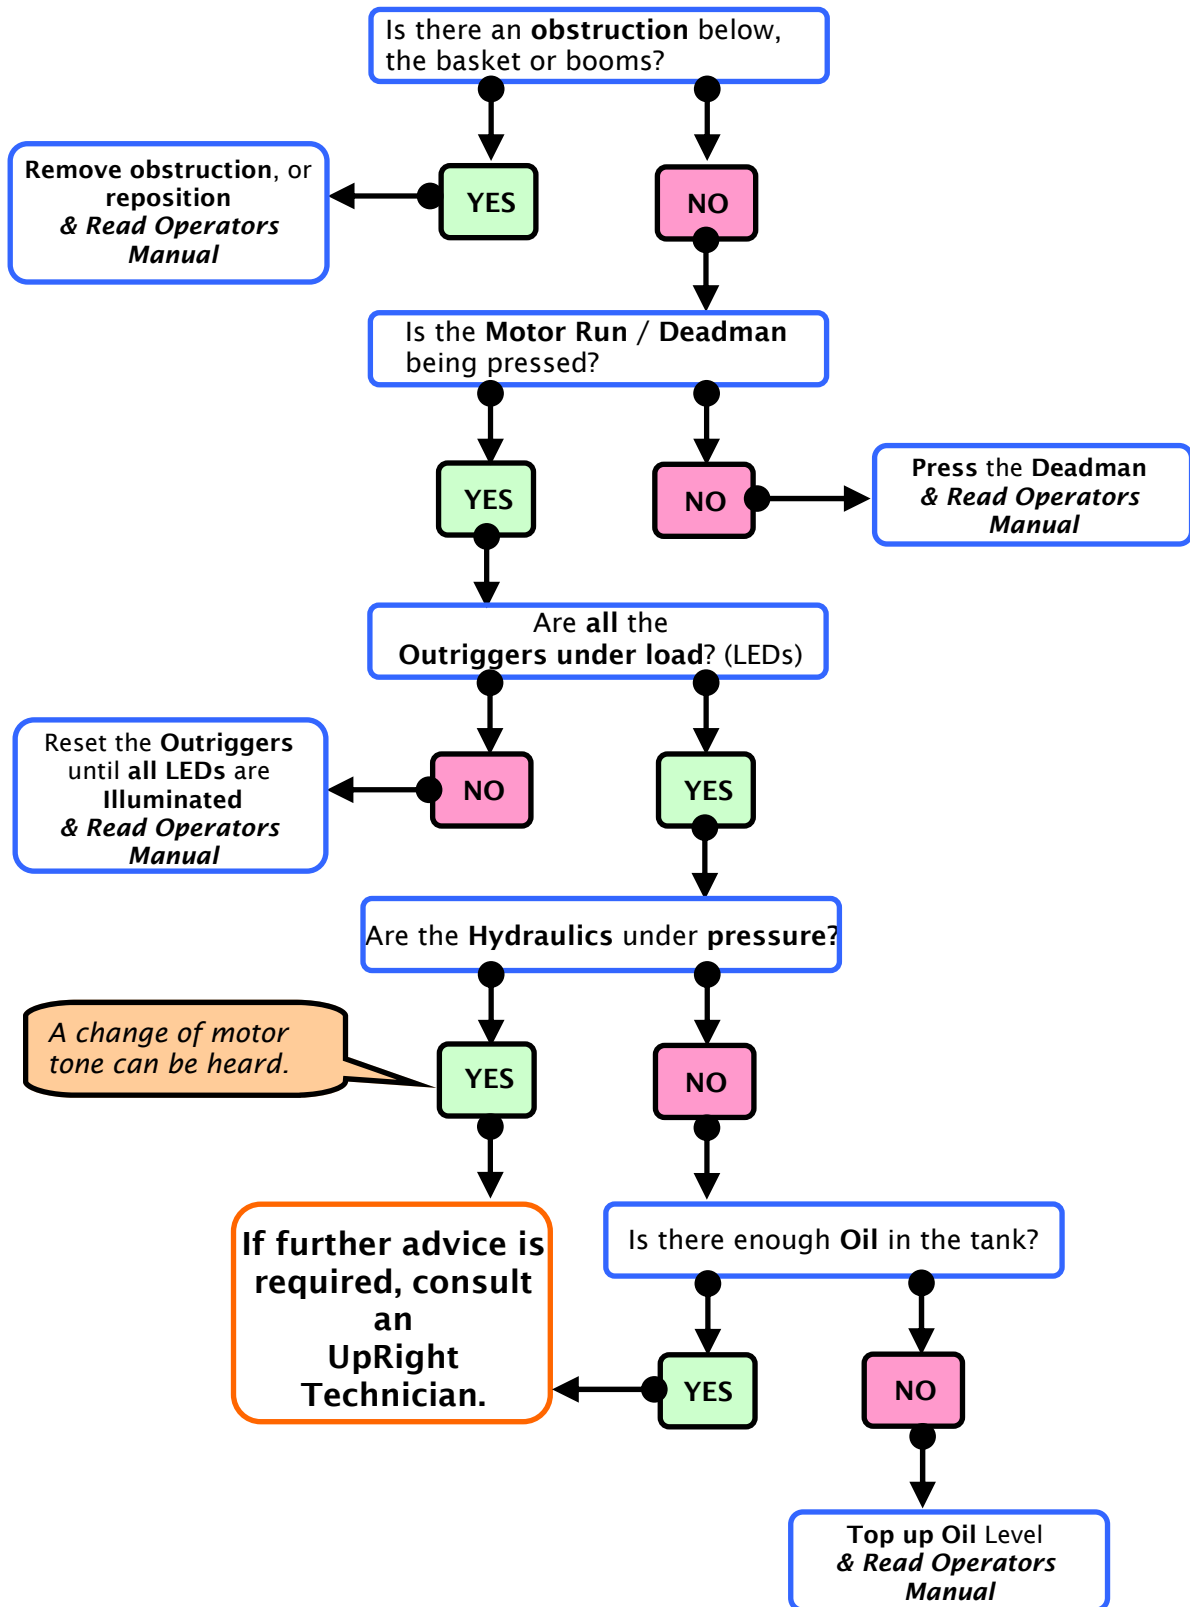 Is there an obstruction below,
the basket or booms?
Remove obstruction, or
reposition
& Read Operators
Manual
YES
NO
Is the Motor Run / Deadman
being pressed?
YES
NO
Press the Deadman
& Read Operators
Manual
Are all the
Outriggers under load? (LEDs)
Reset the Outriggers
until all LEDs are
Illuminated
& Read Operators
Manual
NO
YES
Are the Hydraulics under pressure?
A change of motor
tone can be heard.
YES
NO
If further advice is
required, consult
an
UpRight
Technician.
Is there enough Oil in the tank?
YES
NO
Top up Oil Level
& Read Operators
Manual